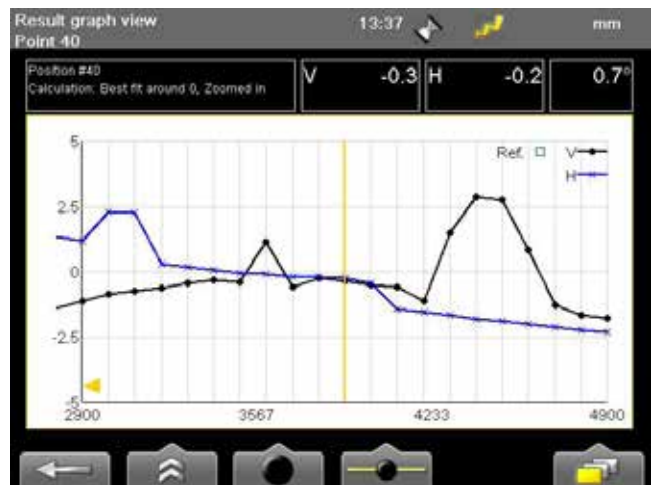 Result graph view
13:37
mm
Point 40
Position #40
Calculation: Best fit around 0, Zoomed in
V -0.3
H -0.2
0.7°
5
Ref. V
H
2.5
0
-2.5
-5
2900 3567 4233 4900